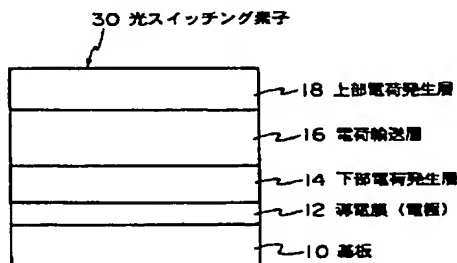 30 光スイッチング素子
18 上部電荷発生層
16 電荷輸送層
14 下部電荷発生層
12 導電膜（電極）
10 基板